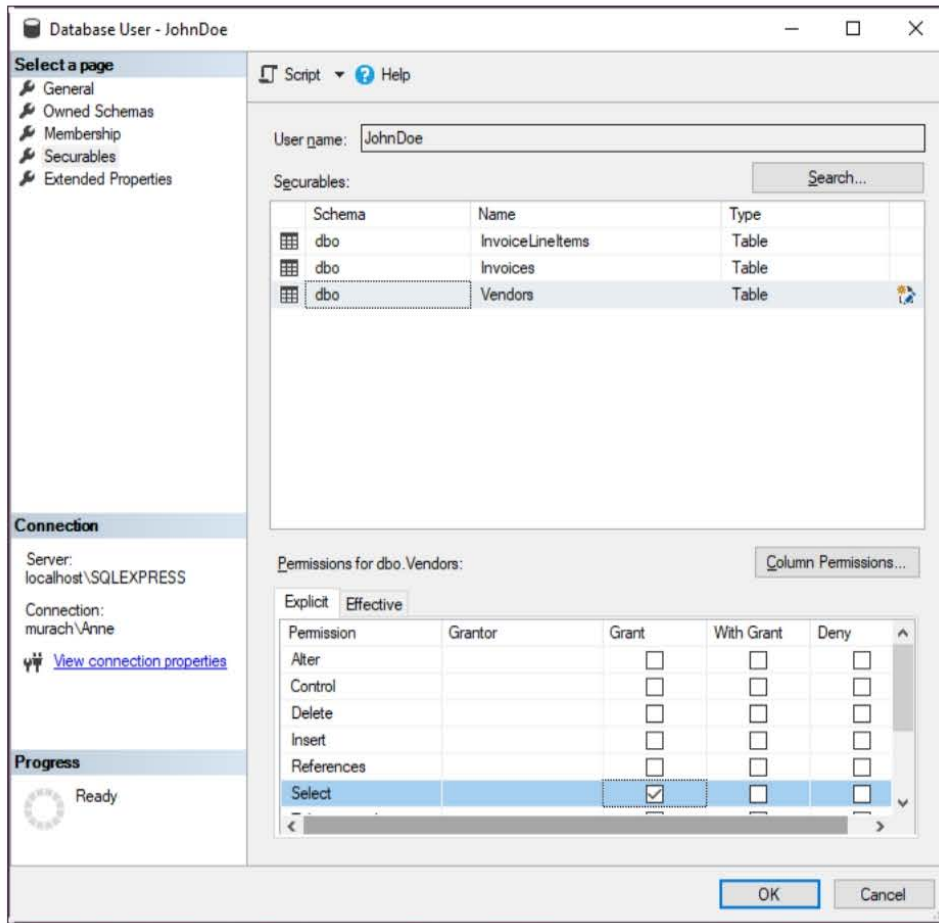 Database User - JohnDoe
Select a page
General
Owned Schemas
Membership
Securables
Extended Properties
Script Help
User name: JohnDoe
Securables: Search...
Schema Name Type
dbo InvoiceLineItems Table
dbo Invoices Table
dbo Vendors Table
Connection
Server:
localhost\SQLEXPRESS
Connection:
murach\Anne
View connection properties
Progress
Ready
Permissions for dbo.Vendors: Column Permissions...
Explicit Effective
Permission Grantor Grant With Grant Deny
Alter
Control
Delete
Insert
References
Select
OK Cancel